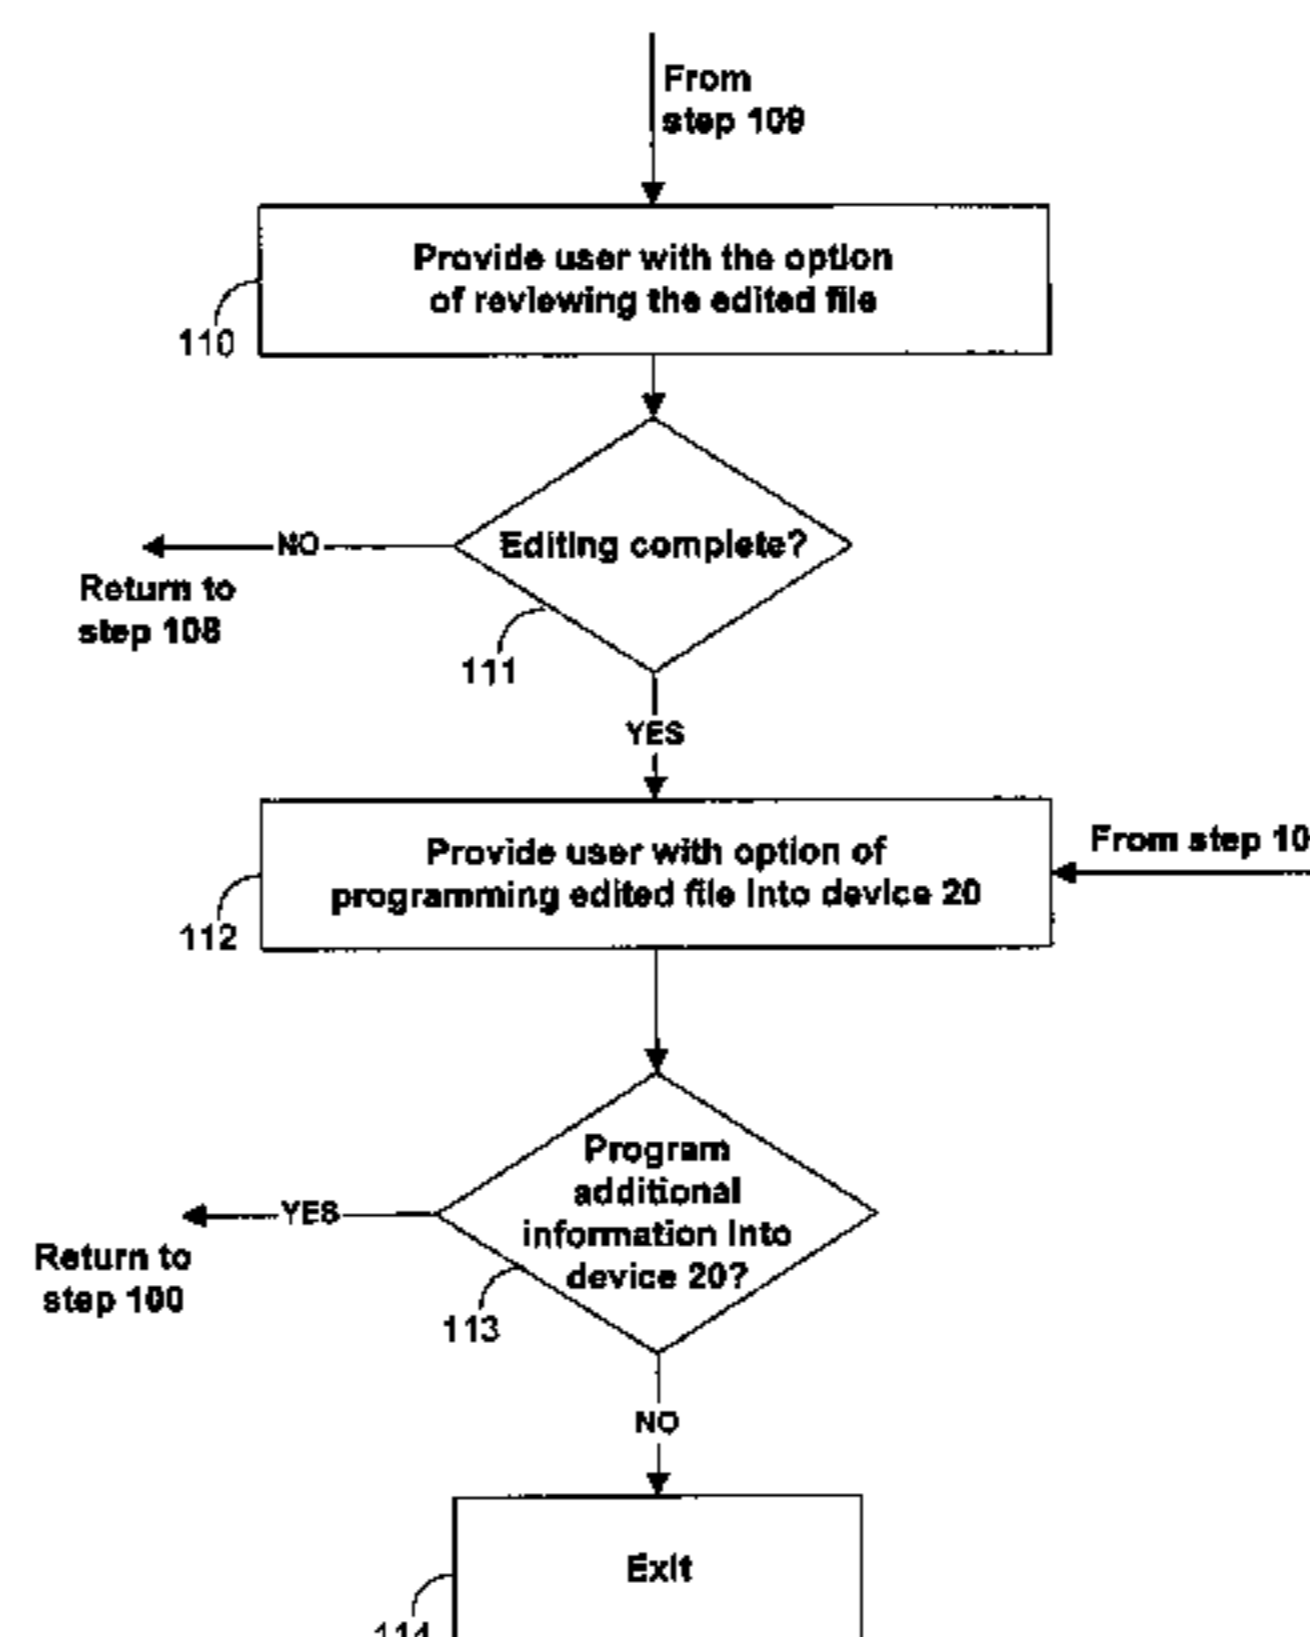 From
step 109
Provide user with the option
of reviewing the edited file
110
Editing complete?
NO
Return to
step 108
111
YES
Provide user with option of
programming edited file into device 20
From step
112
Program
additional
information into
device 20?
YES
Return to
step 100
113
NO
Exit